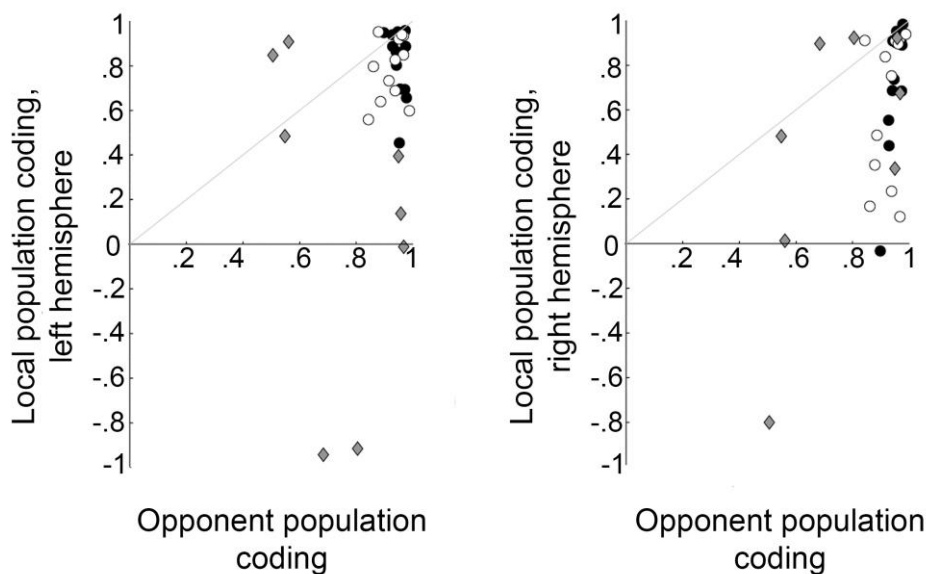 Local population coding,
left hemisphere
1
.8
.6
.4
.2
0
-.2
-.4
-.6
-.8
-1
.2 .4 .6 .8 1
Opponent population
coding
Local population coding,
right hemisphere
1
.8
.6
.4
.2
0
-.2
-.4
-.6
-.8
-1
.2 .4 .6 .8 1
Opponent population
coding